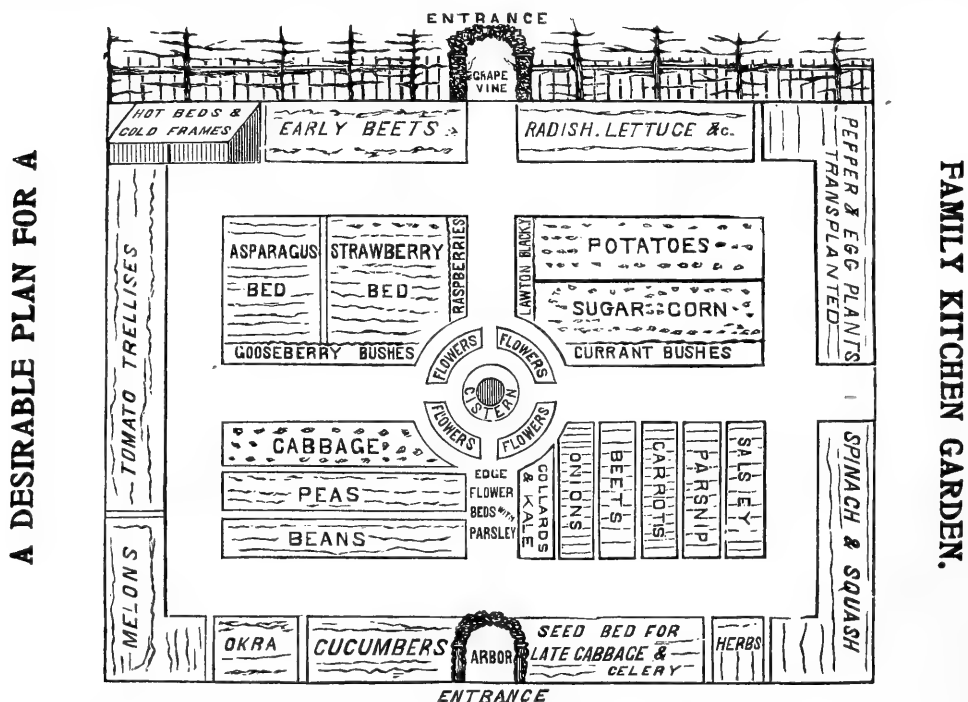 A DESIRABLE PLAN FOR A
FAMILY KITCHEN GARDEN.
ENTRANCE
GRAPE
VINE
HOT BEDS &
COLD FRAMES
EARLY BEETS
RADISH. LETTUCE &c.
PEPPER & EGG PLANTS
TRANSPLANTED
TOMATO TRELLISES
ASPARAGUS
BED
STRAWBERRY
BED
RASPBERRIES
GOOSEBERRY BUSHES
LAWTON BLACK.Y
POTATOES
SUGAR CORN
CURRANT BUSHES
FLOWERS
FLOWERS
CISTERN
FLOWERS
FLOWERS
CABBAGE
PEAS
BEANS
EDGE
FLOWER
BEDS WITH
PARSLEY
COLLARDS
& KALE
ONIONS
BEETS
CARROTIS
PARSNIP
SALSIEY
SPINACH & SQUASH
MELONS
OKRA
CUCUMBERS
ARBOR
SEED BED FOR
LATE CABBAGE &
CELERY
HERBS
ENTRANCE